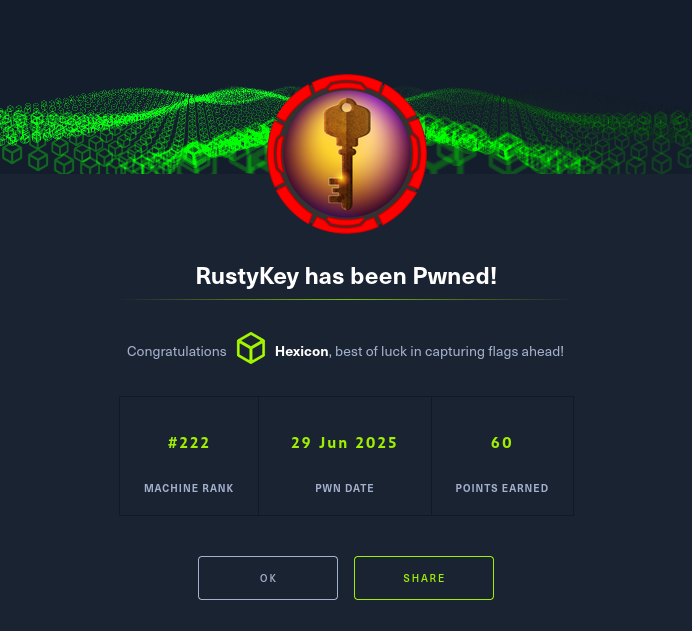 RustyKey has been Pwned!
Congratulations Hexicon, best of luck in capturing flags ahead!
#222 29 Jun 2025 60
MACHINE RANK PWN DATE POINTS EARNED
OK SHARE